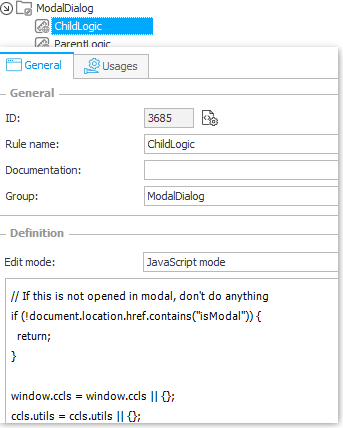 ModalDialog
ChildLogic
ParentLogic
General
Usages
General
ID:
3685
Rule name:
ChildLogic
Documentation:
Group:
ModalDialog
Definition
Edit mode:
JavaScript mode
// If this is not opened in modal, don't do anything
if (!document.location.href.contains("isModal")) {
return;
}
window.ccls = window.ccls || {};
ccls.utils = ccls.utils || {};